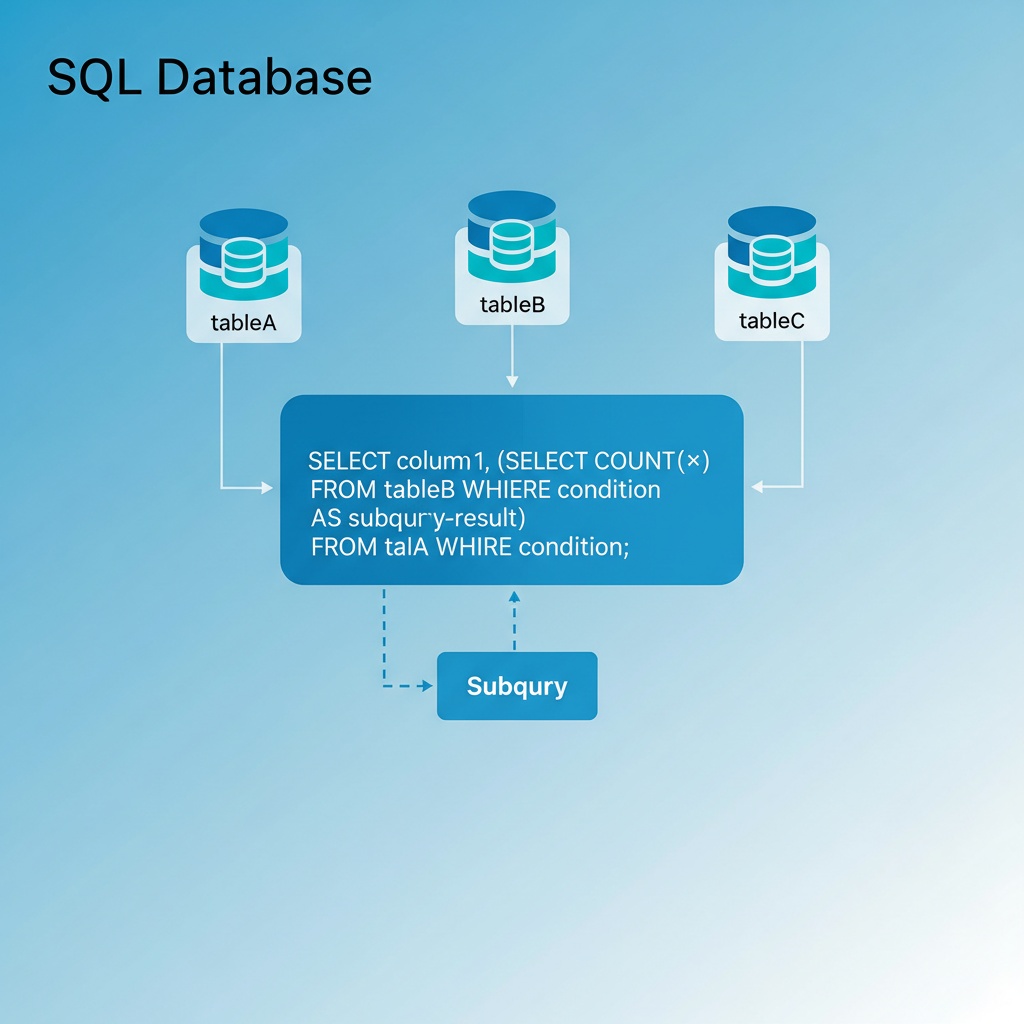 SQL Database
tableA
tableB
tableC
SELECT colurm1, (SELECT COUNT(×)
FROM tableB WHIERE condition
AS subqury-result)
FROM talA WHIRE condition;
Subqury